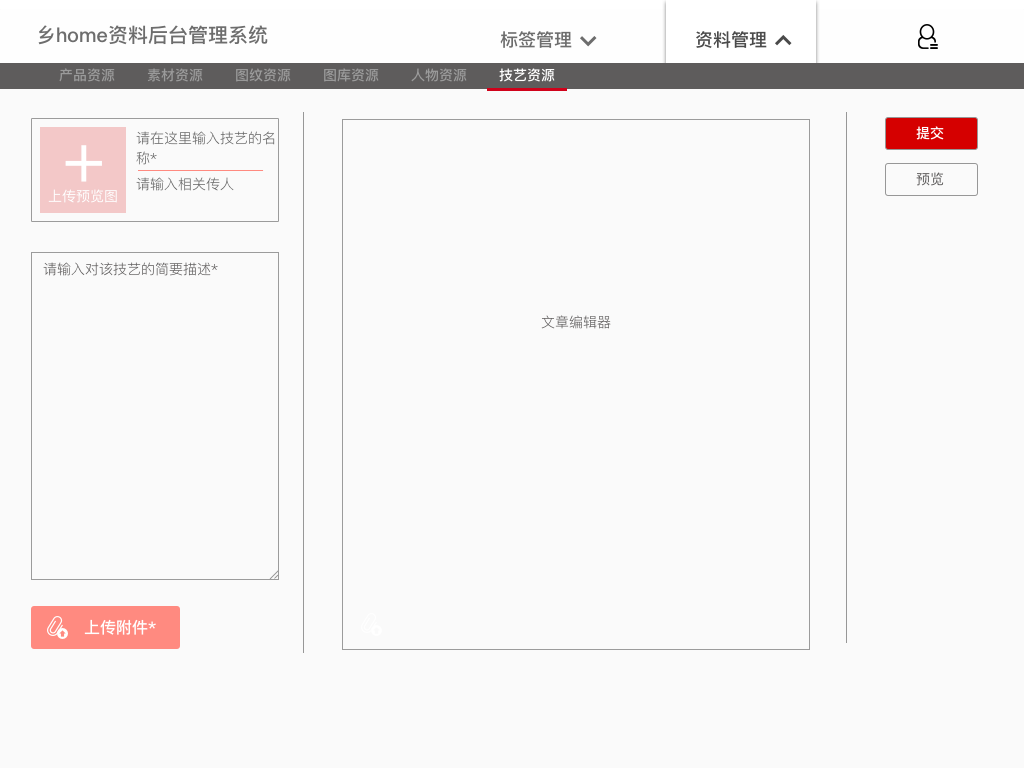 乡home资料后台管理系统
标签管理
资料管理
产品资源
素材资源
图纹资源
图库资源
人物资源
技艺资源
上传预览图
请在这里输入技艺的名
称*
请输入相关传人
请输入对该技艺的简要描述*
上传附件*
文章编辑器
提交
预览